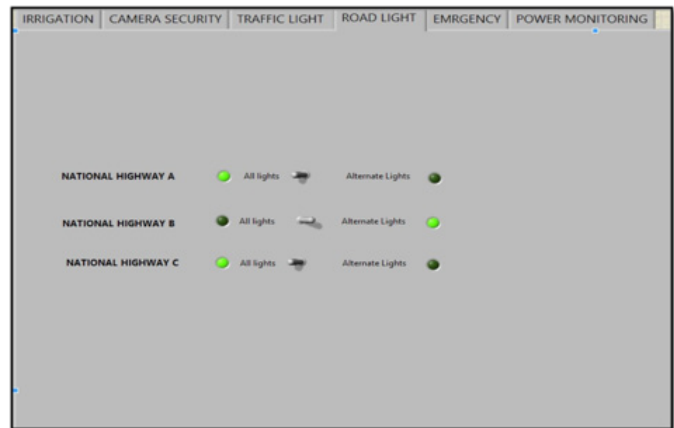 IRRIGATION CAMERA SECURITY TRAFFIC LIGHT ROAD LIGHT EMRGENCY POWER MONITORING
NATIONAL HIGHWAY A All lights Alternate Lights
NATIONAL HIGHWAY B All lights Alternate Lights
NATIONAL HIGHWAY C All lights Alternate Lights